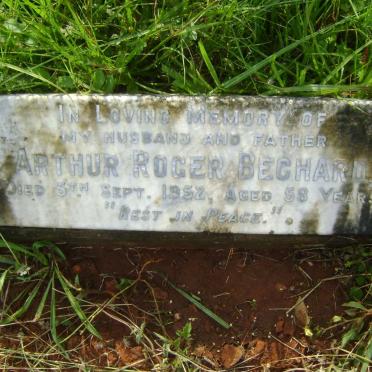 IN LOVING MEMORY OF
MY HUSBAND AND FATHER
ARTHUR ROGER BECHARD
DIED 5TH SEPT. 1952, AGED 58 YEARS
"REST IN PEACE."